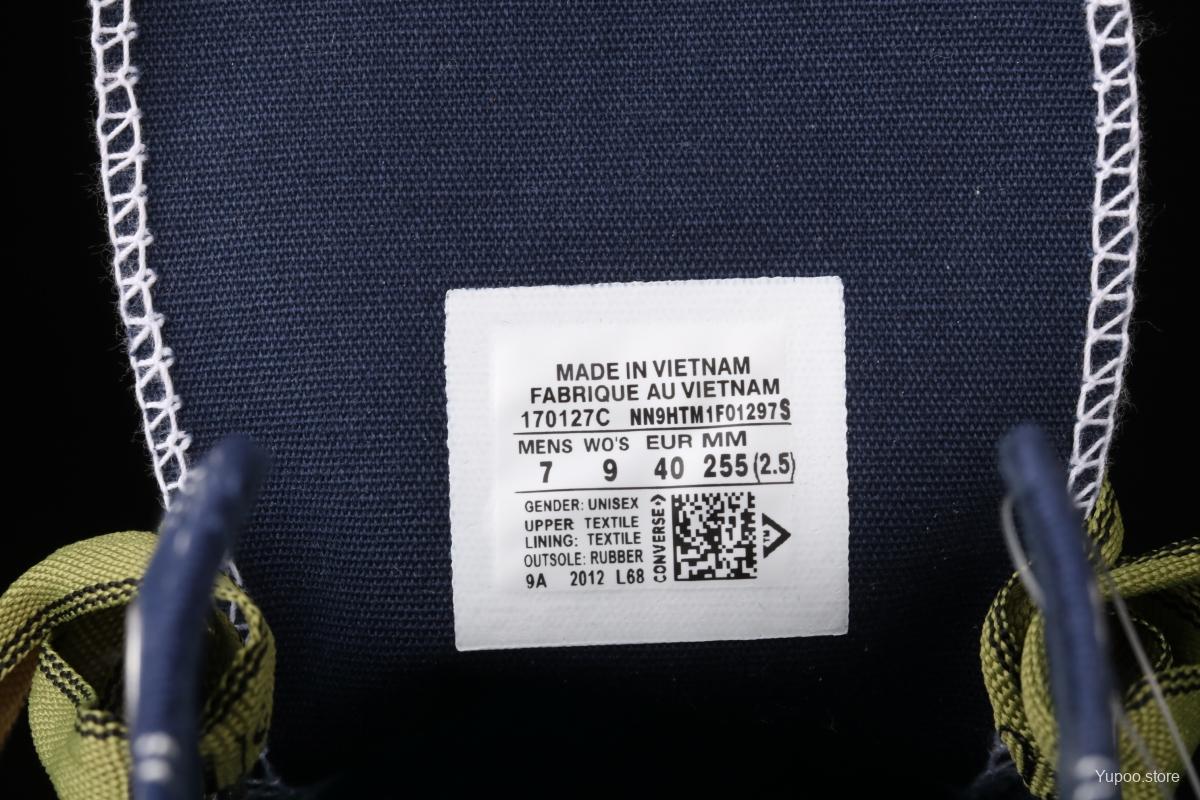 MADE IN VIETNAM
FABRIQUE AU VIETNAM
170127C NN9HTM1F01297S
MENS WO'S EUR MM
7 9 40 255 (2.5)
GENDER: UNISEX
UPPER TEXTILE
LINING: TEXTILE
OUTSOLE: RUBBER
9A 2012 L68
CONVERSE
TM
Yupoo.store